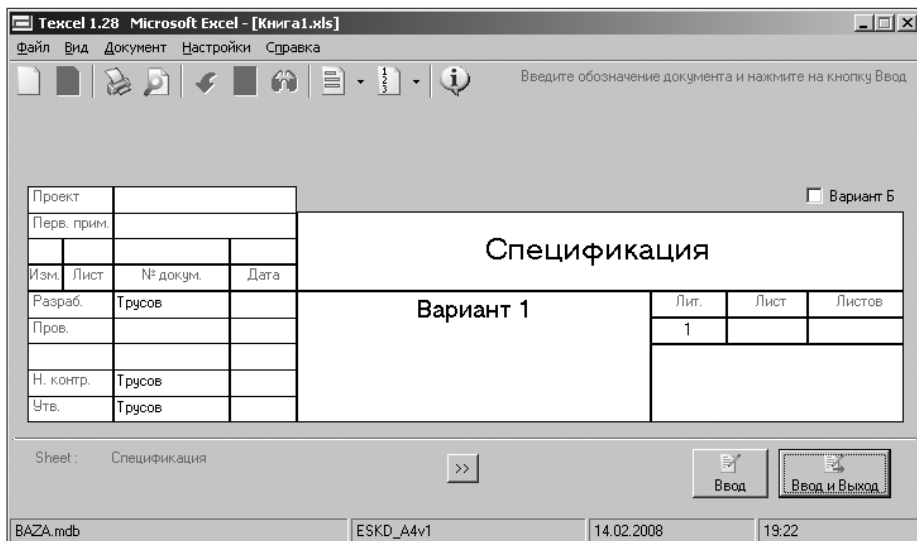 Texcel 1.28 Microsoft Excel - [Книга1.xls]
Файл Вид Документ Настройки Справка
Введите обозначение документа и нажмите на кнопку Ввод
Проект
Вариант Б
Перв. прим.
Спецификация
Изм. Лист № докум. Дата
Разраб. Трусов
Вариант 1
Лит. Лист Листов
Пров.
1
Н. контр. Трусов
Утв. Трусов
Sheet : Спецификация
>>
Ввод
Ввод и Выход
BAZA.mdb ESKD_A4v1 14.02.2008 19:22